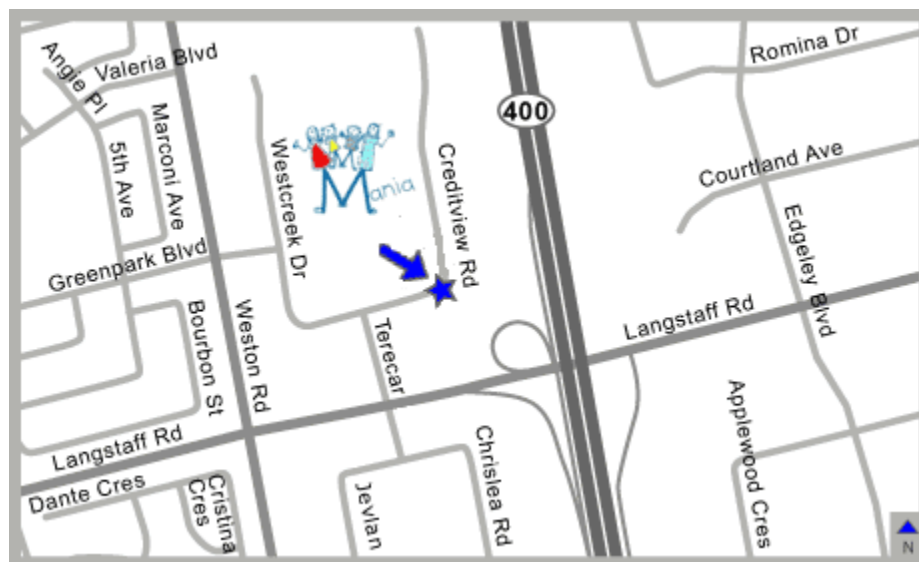 Angie Pl
Valeria Blvd
Romina Dr
400
5th Ave
Marconi Ave
Westcreek Dr
Mania
Creditview Rd
Courtland Ave
Edgeley Blvd
Greenpark Blvd
Bourbon St
Weston Rd
Terecar
Langstaff Rd
Langstaff Rd
Applewood Cres
Dante Cres
Cristina
Cres
Jevlan
Chrislea Rd
N